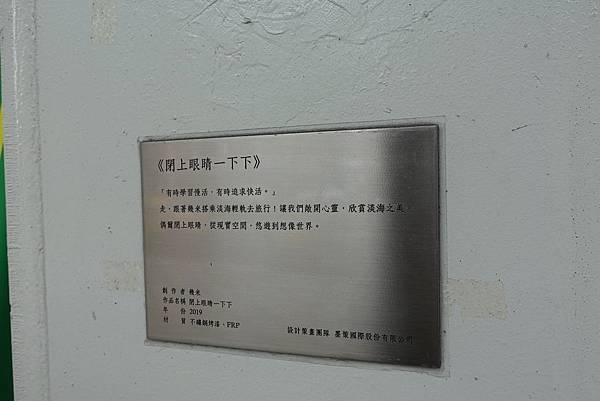 《閉上眼睛一下下》
「有時學習慢活，有時追求快活。」
走，跟著幾米搭乘淡海輕軌去旅行！讓我們敞開心靈，欣賞淡海之美，
偶爾閉上眼睛，從現實空間，悠遊到想像世界。
創 作 者 幾米
作品名稱 閉上眼睛一下下
年 份 2019
材 質 不鏽鋼烤漆、FRP
設計策畫團隊 墨策國際股份有限公司